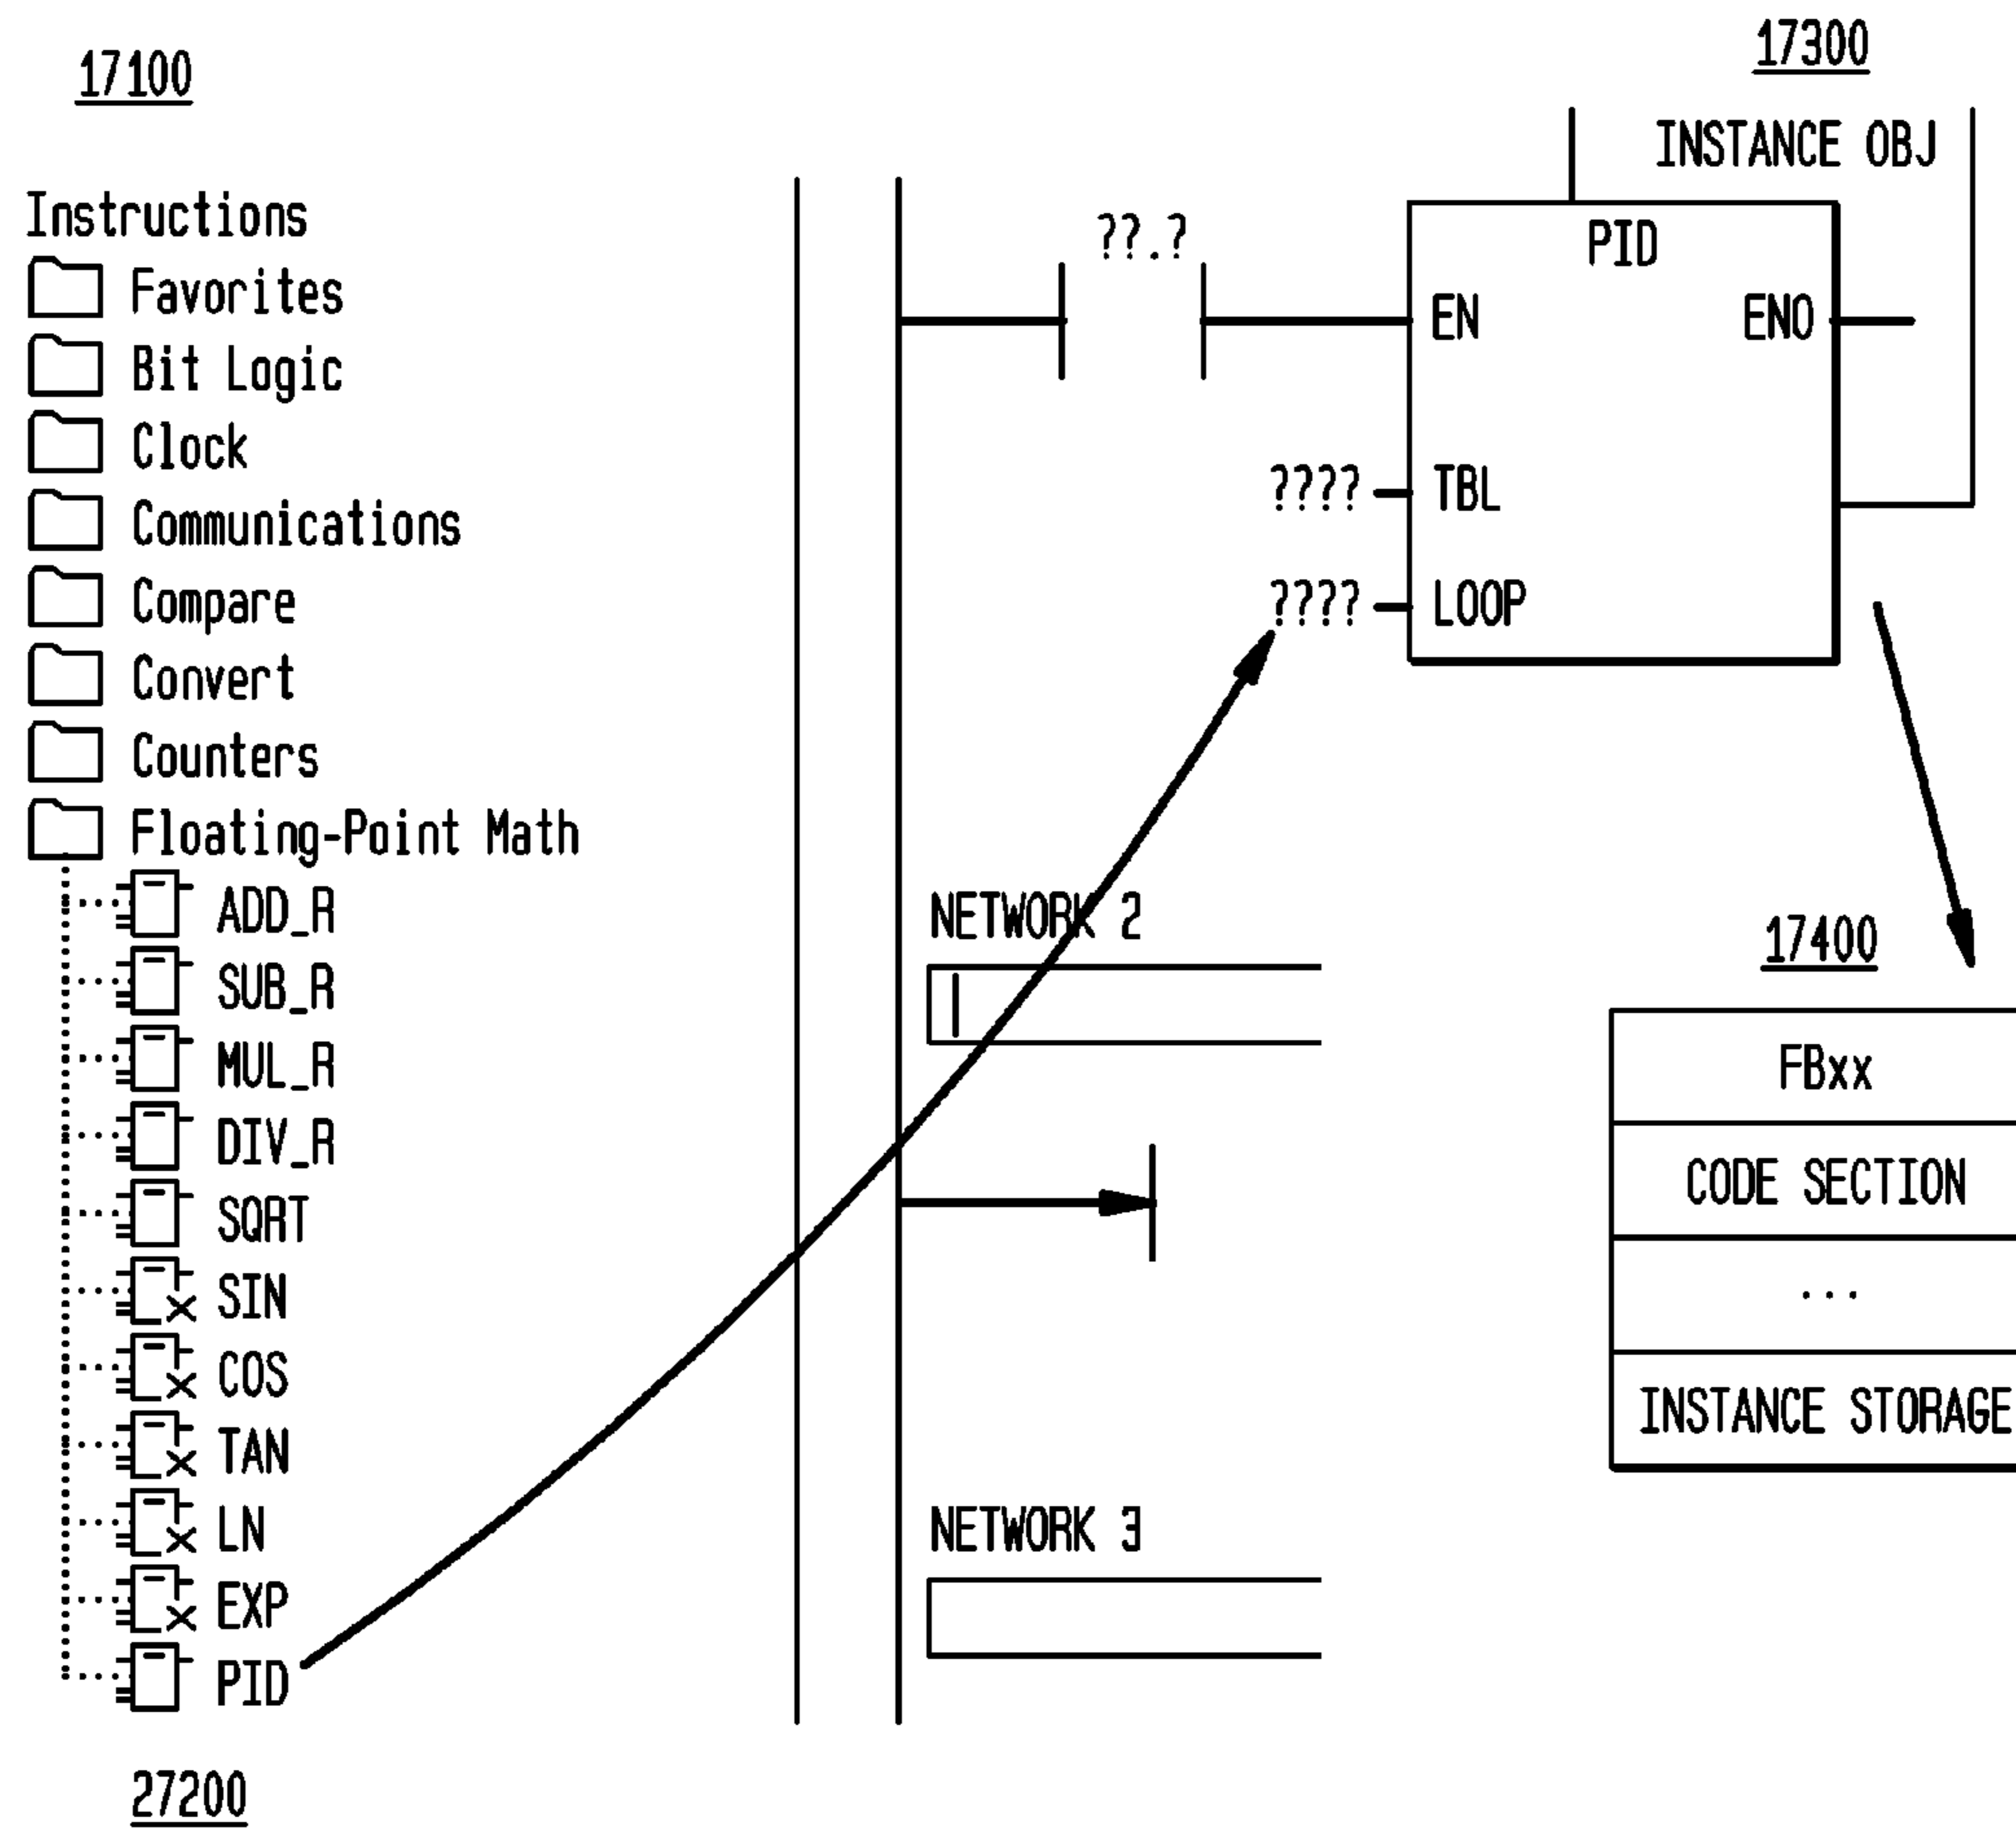 17100
Instructions
Favorites
Bit Logic
Clock
Communications
Compare
Convert
Counters
Floating-Point Math
ADD_R
SUB_R
MUL_R
DIV_R
SQRT
SIN
COS
TAN
LN
EXP
PID
27200
17300
INSTANCE OBJ
??.?
PID
EN ENO
???? TBL
???? LOOP
NETWORK 2
NETWORK 3
17400
FBxx
CODE SECTION
...
INSTANCE STORAGE